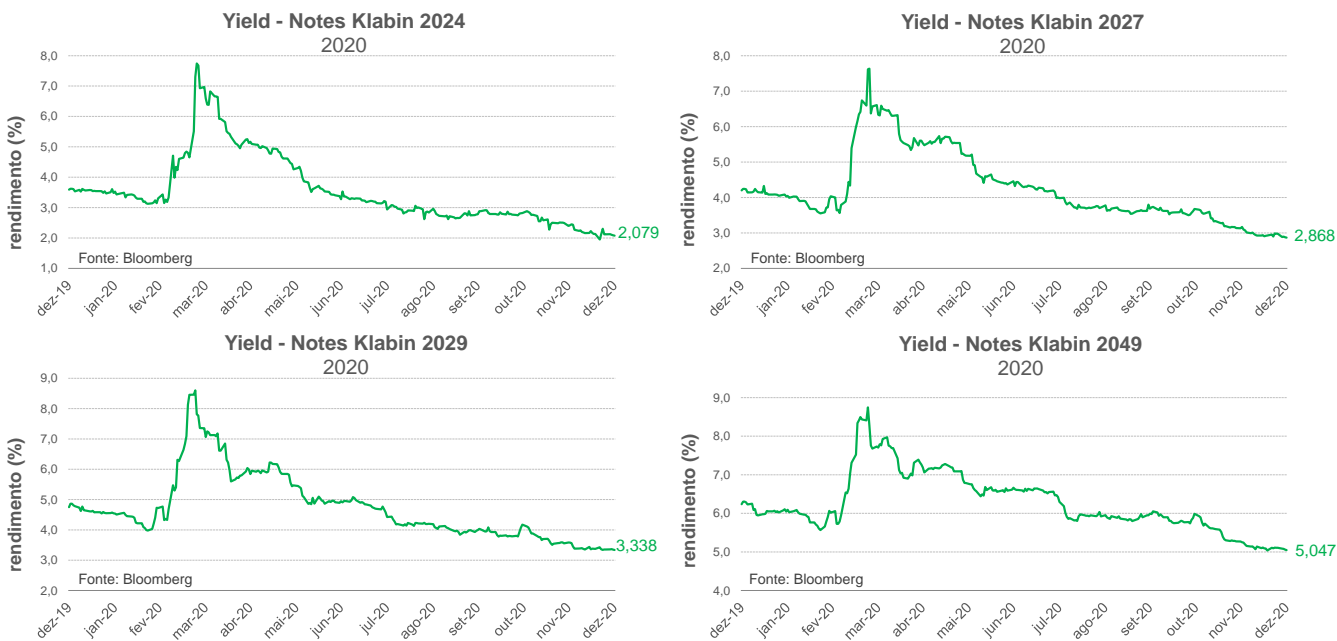 Yield - Notes Klabin 2024
2020
rendimento (%)
8,0
7,0
6,0
5,0
4,0
3,0
2,0
1,0
2,079
Fonte: Bloomberg
dez-19
jan-20
fev-20
mar-20
abr-20
mai-20
jun-20
jul-20
ago-20
set-20
out-20
nov-20
dez-20
Yield - Notes Klabin 2027
2020
rendimento (%)
8,0
7,0
6,0
5,0
4,0
3,0
2,0
2,868
Fonte: Bloomberg
dez-19
jan-20
fev-20
mar-20
abr-20
mai-20
jun-20
jul-20
ago-20
set-20
out-20
nov-20
dez-20
Yield - Notes Klabin 2029
2020
rendimento (%)
9,0
8,0
7,0
6,0
5,0
4,0
3,0
2,0
3,338
Fonte: Bloomberg
dez-19
jan-20
fev-20
mar-20
abr-20
mai-20
jun-20
jul-20
ago-20
set-20
out-20
nov-20
dez-20
Yield - Notes Klabin 2049
2020
rendimento (%)
9,0
8,0
7,0
6,0
5,0
4,0
5,047
Fonte: Bloomberg
dez-19
jan-20
fev-20
mar-20
abr-20
mai-20
jun-20
jul-20
ago-20
set-20
out-20
nov-20
dez-20